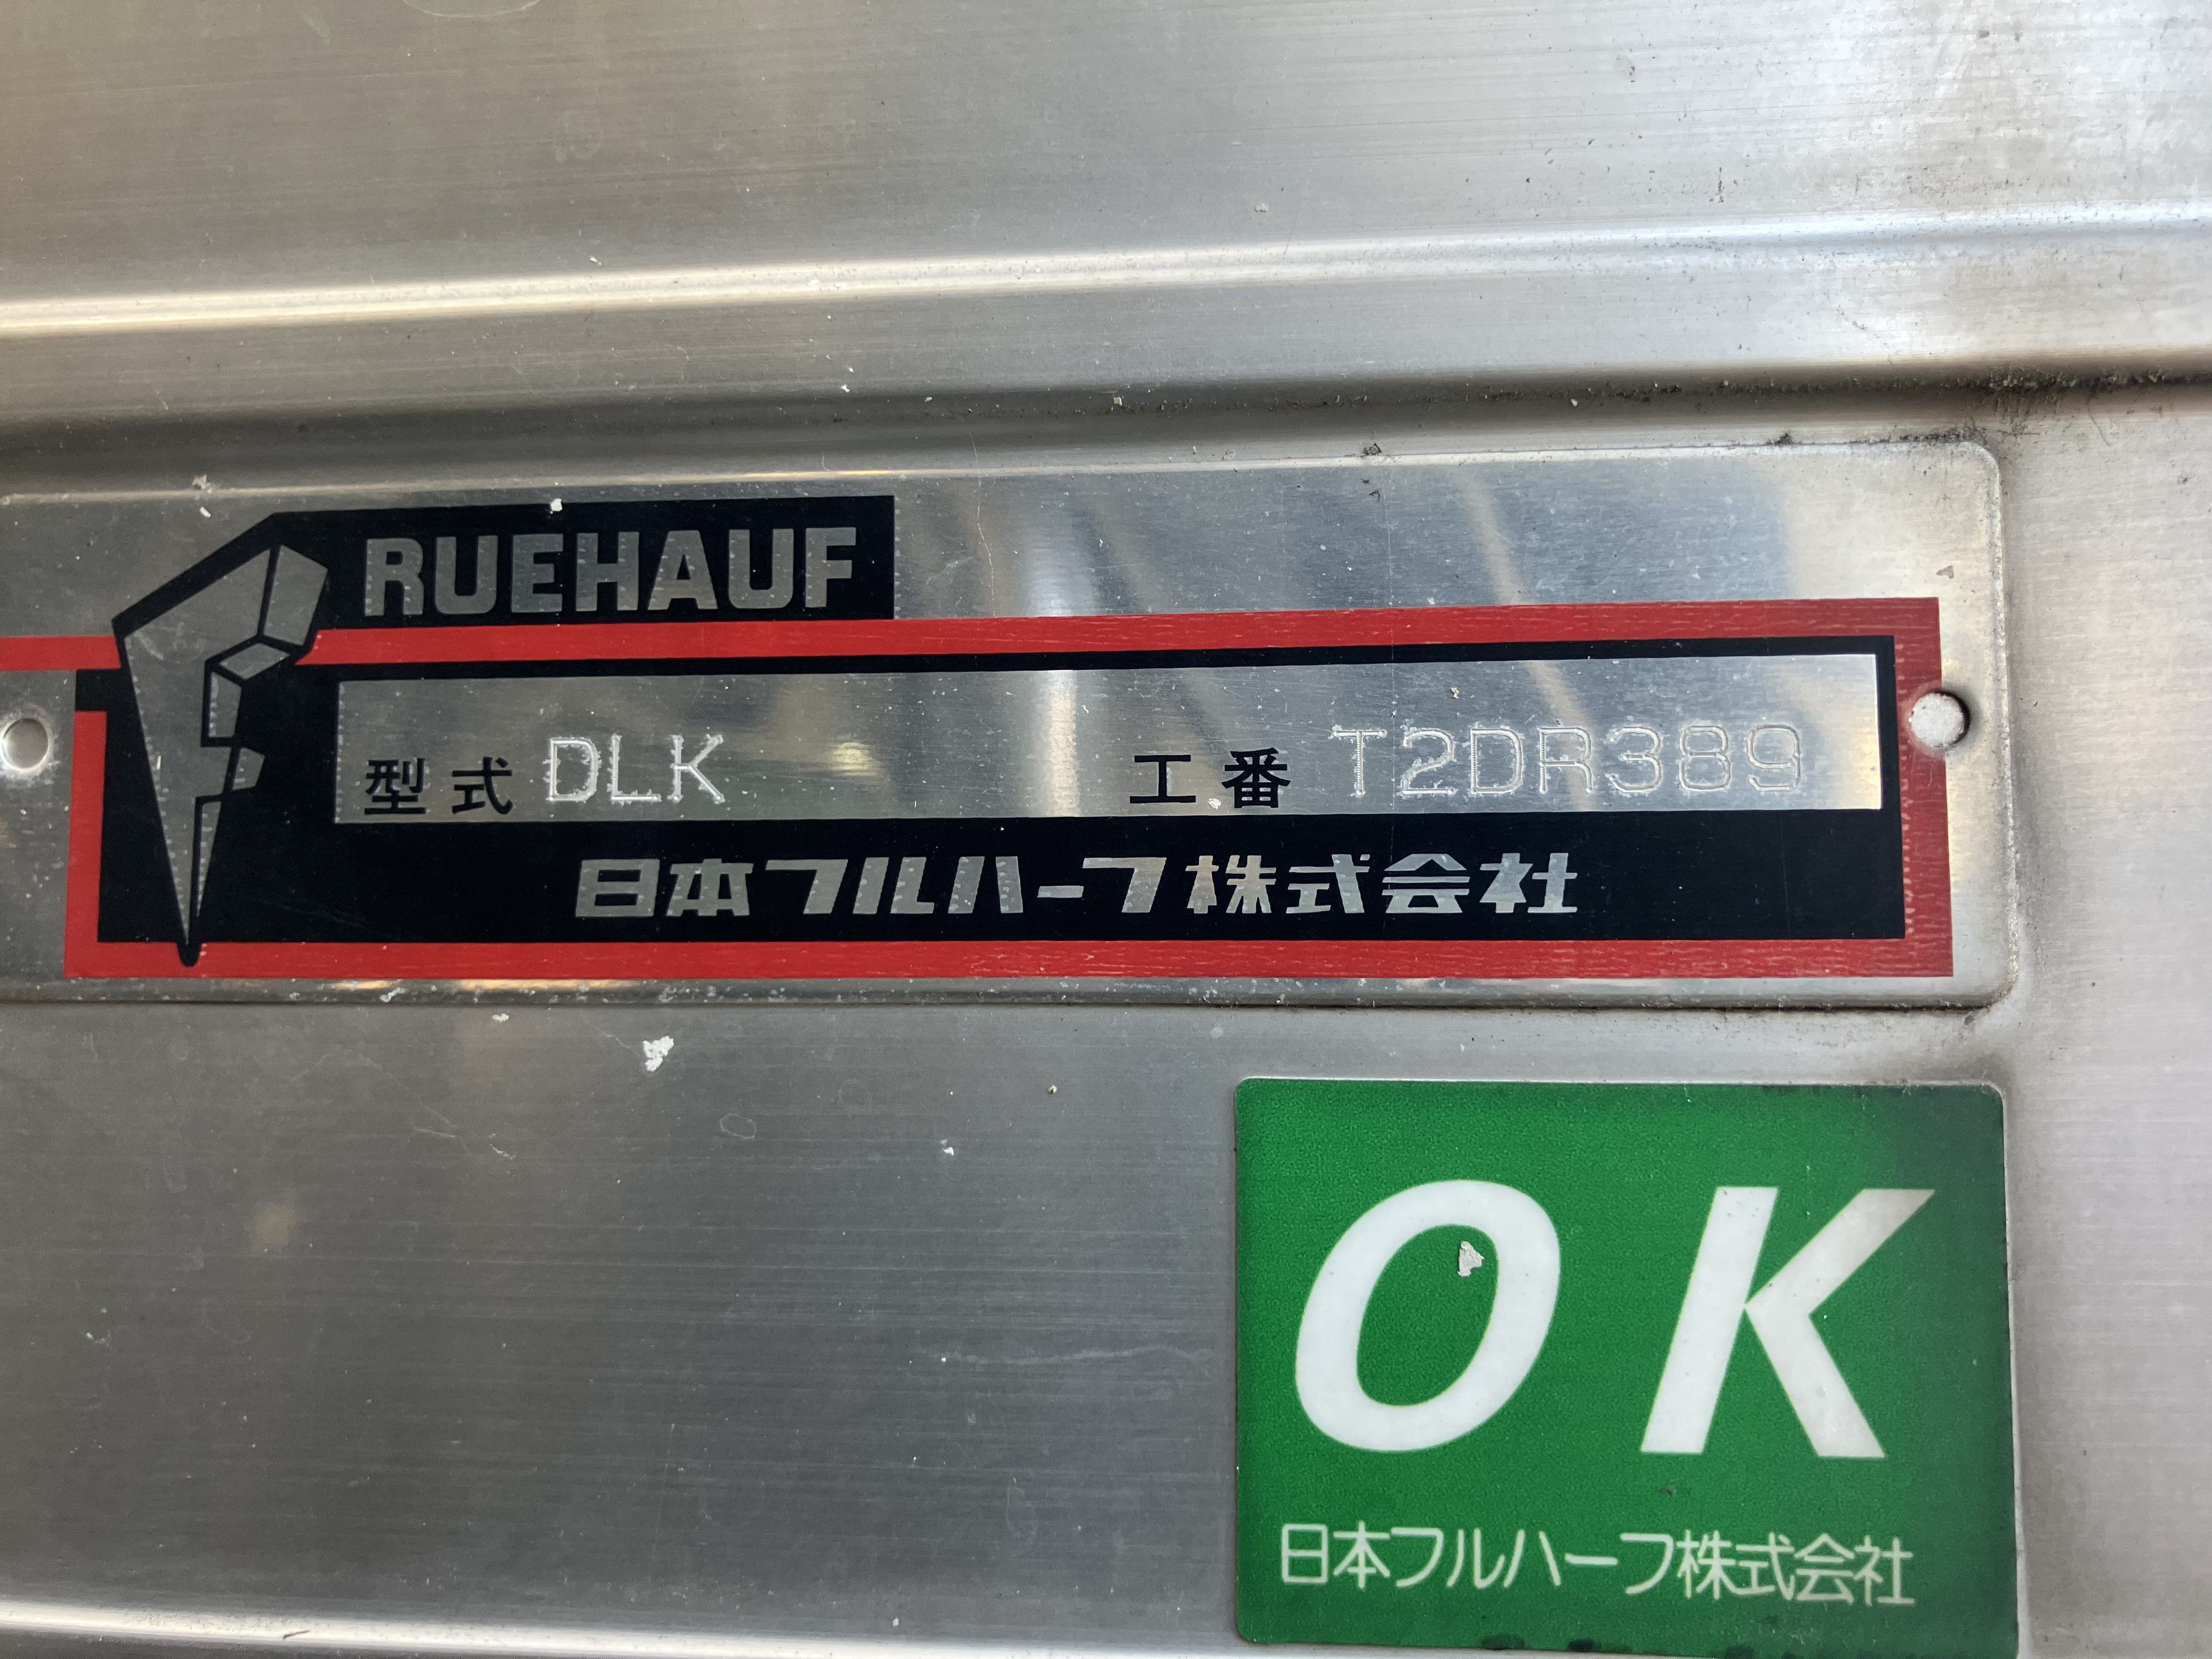 FRUEHAUF
型式 DLK 工番 T2DR389
日本フルハーフ株式会社
OK
日本フルハーフ株式会社